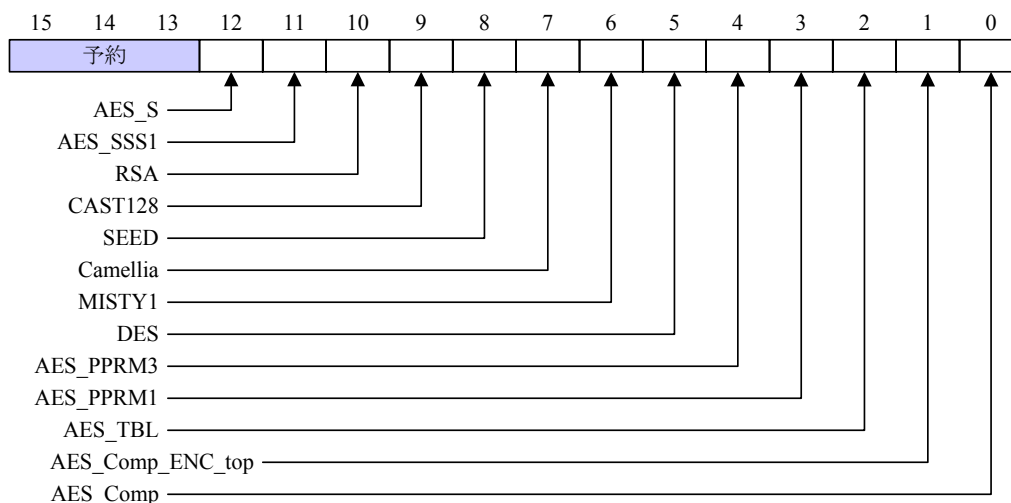 15 14 13 12 11 10 9 8 7 6 5 4 3 2 1 0
予約
AES_S
AES_SSS1
RSA
CAST128
SEED
Camellia
MISTY1
DES
AES_PPRM3
AES_PPRM1
AES_TBL
AES_Comp_ENC_top
AES_Comp